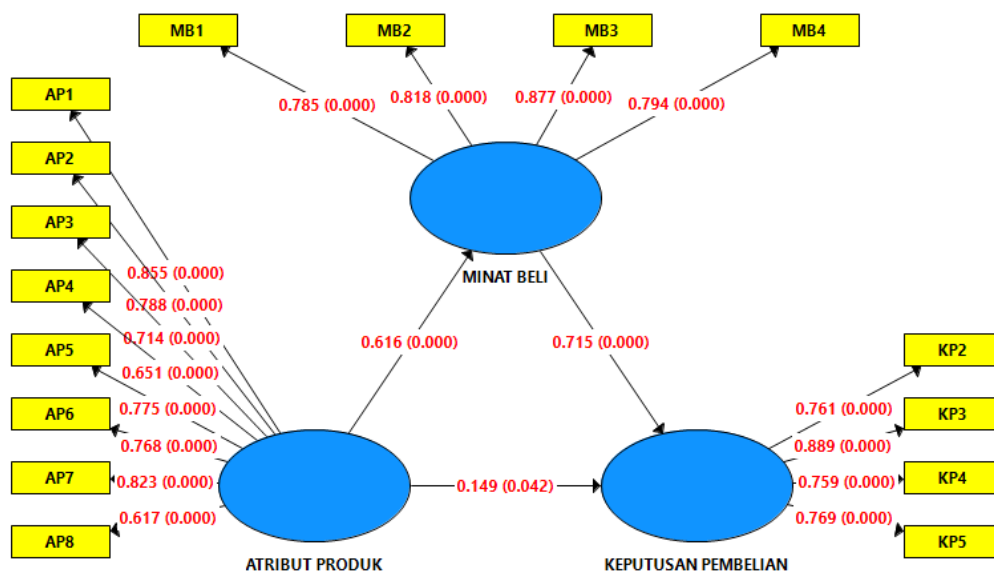 MB1
MB2
MB3
MB4
0.785 (0.000)
0.818 (0.000)
0.877 (0.000)
0.794 (0.000)
MINAT BELI
AP1
AP2
AP3
AP4
AP5
AP6
AP7
AP8
0.855 (0.000)
0.788 (0.000)
0.714 (0.000)
0.651 (0.000)
0.775 (0.000)
0.768 (0.000)
0.823 (0.000)
0.617 (0.000)
ATRIBUT PRODUK
0.616 (0.000)
0.715 (0.000)
0.149 (0.042)
KP2
KP3
KP4
KP5
0.761 (0.000)
0.889 (0.000)
0.759 (0.000)
0.769 (0.000)
KEPUTUSAN PEMBELIAN